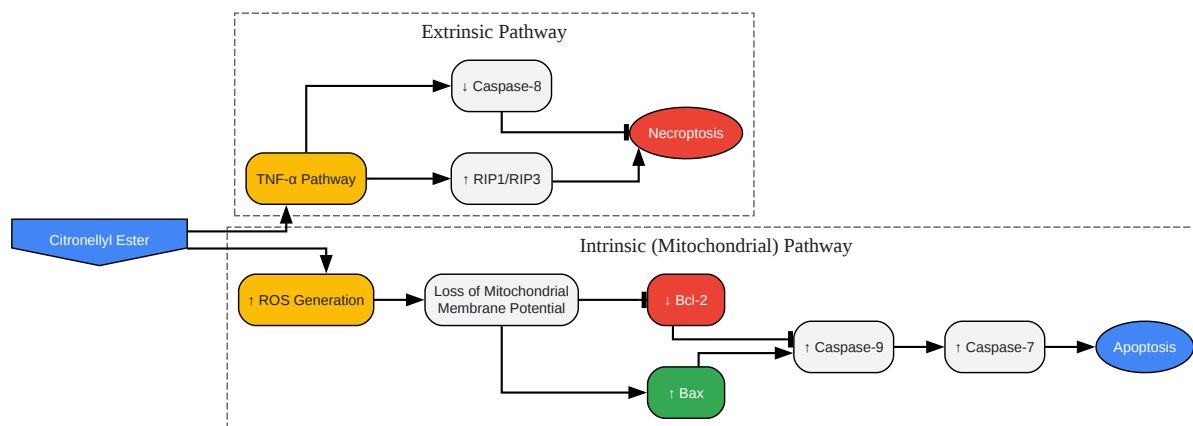 Extrinsic Pathway
↓ Caspase-8
Necroptosis
TNF-α Pathway
↑ RIP1/RIP3
Citronellyl Ester
Intrinsic (Mitochondrial) Pathway
↑ ROS Generation
Loss of Mitochondrial
Membrane Potential
↓ Bcl-2
↑ Caspase-9
↑ Caspase-7
Apoptosis
↑ Bax